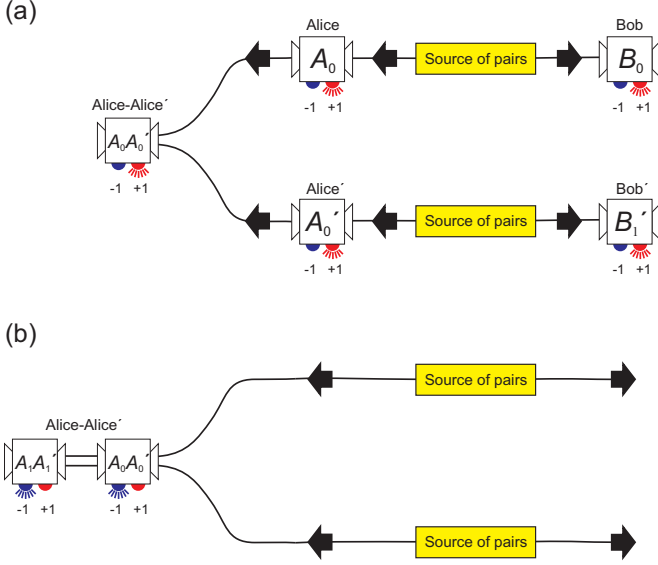 (a)
Alice
Bob
A₀
Source of pairs
B₀
-1 +1
-1 +1
Alice-Alice´
A₀A₀´
-1 +1
Alice´
Bob´
A₀´
Source of pairs
B₁´
-1 +1
-1 +1
(b)
Source of pairs
Alice-Alice´
A₁A₁´
A₀A₀´
-1 +1
-1 +1
Source of pairs